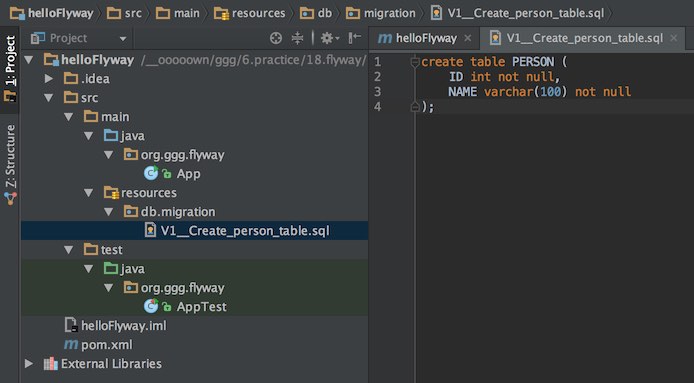 helloFlyway src main resources db migration V1__Create_person_table.sql
1: Project
Z: Structure
Project
helloFlyway /__ooooown/ggg/6.practice/18.flyway/
.idea
src
main
java
org.ggg.flyway
App
resources
db.migration
V1__Create_person_table.sql
test
java
org.ggg.flyway
AppTest
helloFlyway.iml
pom.xml
External Libraries
m helloFlyway × V1__Create_person_table.sql ×
1 create table PERSON (
2 ID int not null,
3 NAME varchar(100) not null
4 );